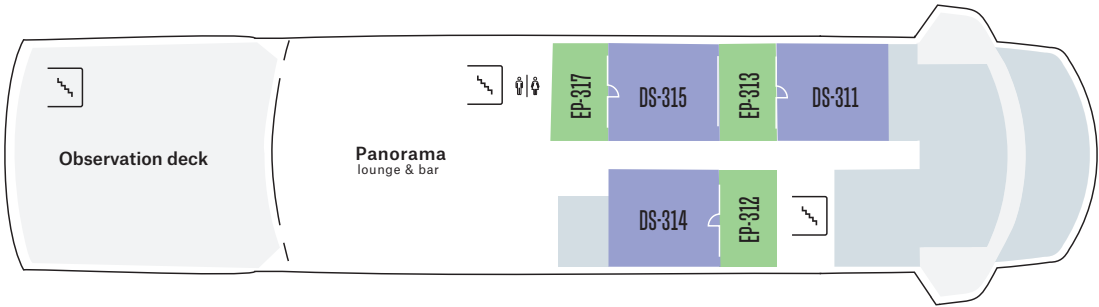 Observation deck
Panorama
lounge & bar
EP-317
DS-315
EP-313
DS-311
DS-314
EP-312